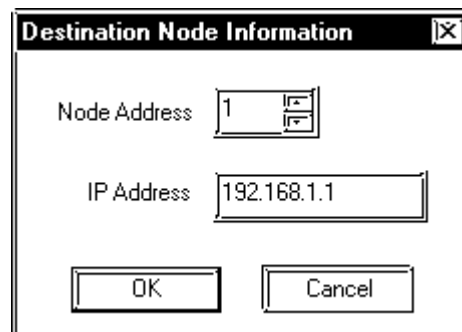 Destination Node Information
Node Address 1
IP Address 192.168.1.1
OK Cancel